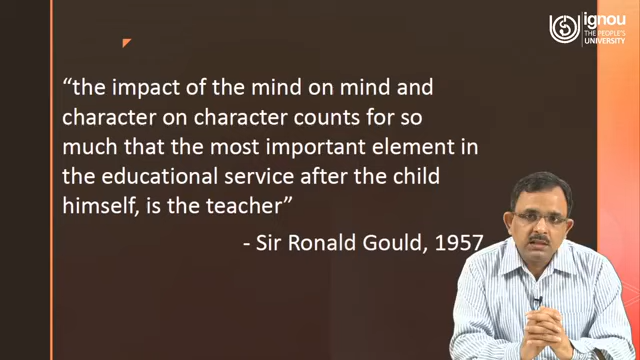 ignou
THE PEOPLE'S
UNIVERSITY
“the impact of the mind on mind and
character on character counts for so
much that the most important element in
the educational service after the child
himself, is the teacher”
- Sir Ronald Gould, 1957